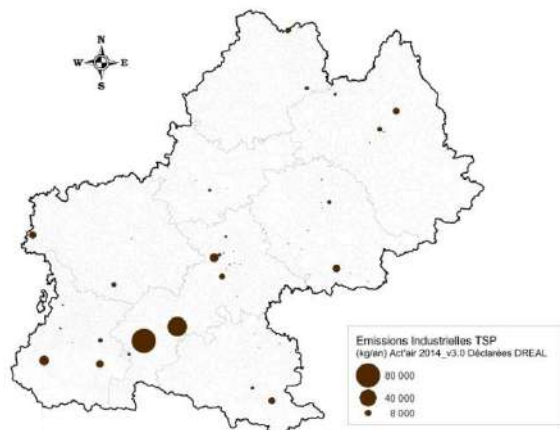 N
W E
S
Emissions Industrielles TSP
(kg/an) Act'air 2014_v3.0 Déclarées DREAL
80 000
40 000
8 000